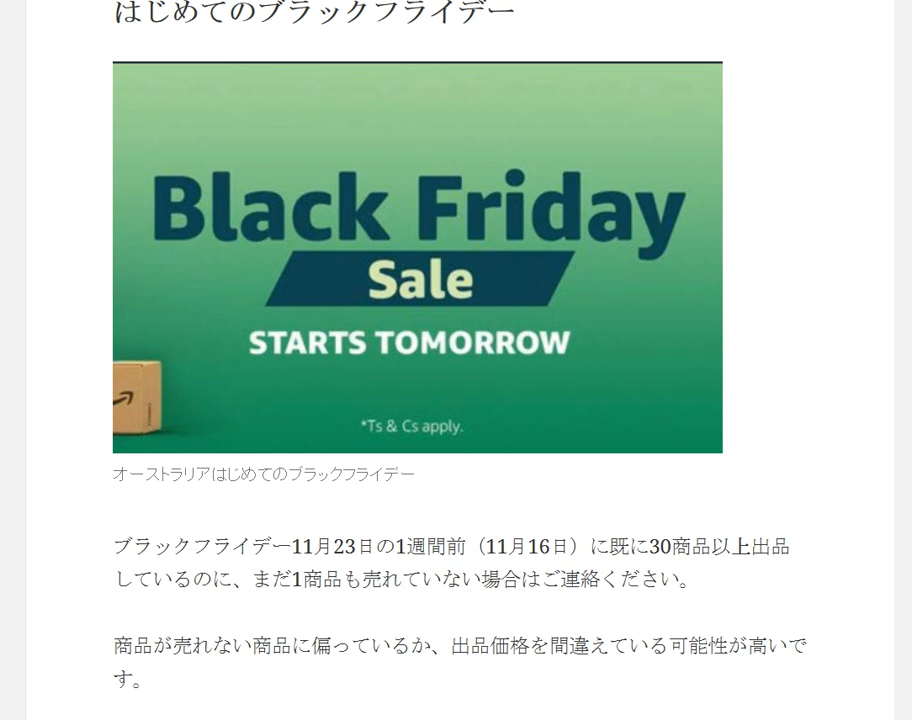 はじめてのブラックフライデー
Black Friday
Sale
STARTS TOMORROW
*Ts & Cs apply.
オーストラリアはじめてのブラックフライデー
ブラックフライデー11月23日の1週間前（11月16日）に既に30商品以上出品
しているのに、まだ1商品も売れていない場合はご連絡ください。
商品が売れない商品に偏っているか、出品価格を間違えている可能性が高いで
す。